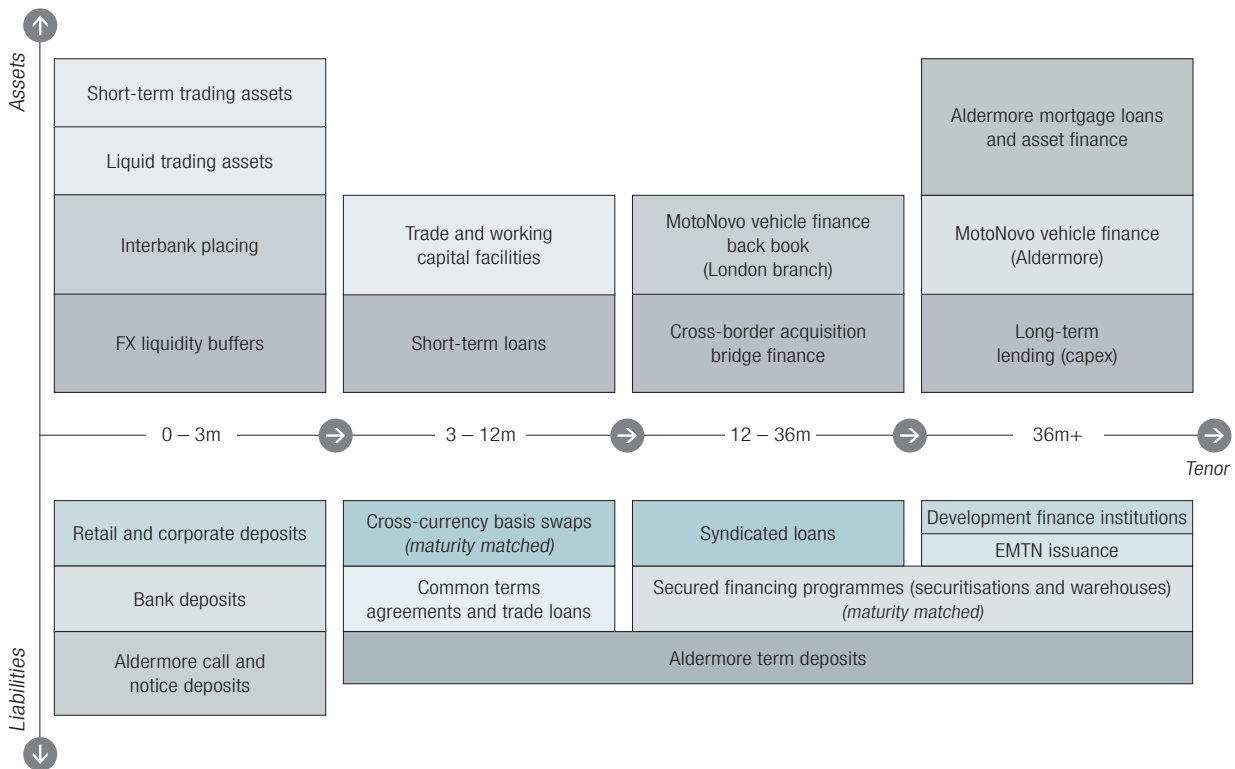 Assets
Short-term trading assets
Liquid trading assets
Interbank placing
FX liquidity buffers
Trade and working
capital facilities
Short-term loans
MotoNovo vehicle finance
back book
(London branch)
Cross-border acquisition
bridge finance
Aldermore mortgage loans
and asset finance
MotoNovo vehicle finance
(Aldermore)
Long-term
lending (capex)
0 – 3m
3 – 12m
12 – 36m
36m+
Tenor
Liabilities
Retail and corporate deposits
Bank deposits
Aldermore call and
notice deposits
Cross-currency basis swaps
(maturity matched)
Common terms
agreements and trade loans
Syndicated loans
Development finance institutions
EMTN issuance
Secured financing programmes (securitisations and warehouses)
(maturity matched)
Aldermore term deposits